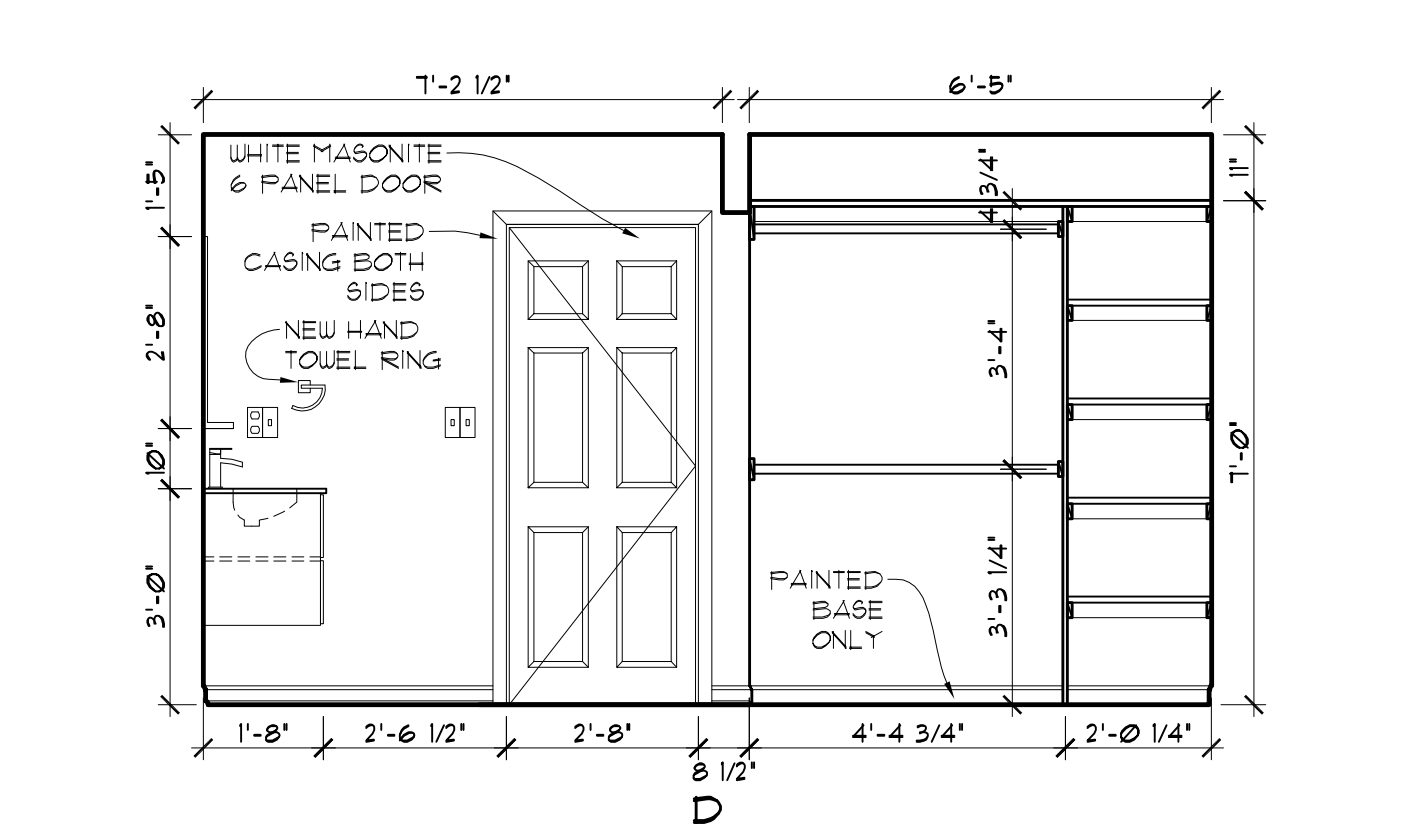 7'-2 1/2"
6'-5"
WHITE MASONITE
6 PANEL DOOR
PAINTED
CASING BOTH
SIDES
NEW HAND
TOWEL RING
1'-5"
2'-8"
10"
3'-0"
4 3/4"
3'-4"
3'-3 1/4"
11"
7'-0"
PAINTED
BASE
ONLY
1'-8"
2'-6 1/2"
2'-8"
8 1/2"
4'-4 3/4"
2'-0 1/4"
D